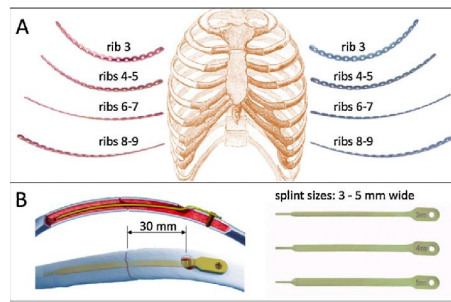 A
rib 3
rib 3
ribs 4-5
ribs 4-5
ribs 6-7
ribs 6-7
ribs 8-9
ribs 8-9
B
splint sizes: 3 - 5 mm wide
30 mm